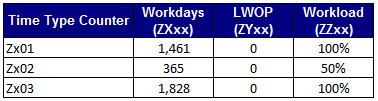 Time Type Counter Workdays (ZXxx) LWOP (ZYxx) Workload (ZZxx)
Zx01 1,461 0 100%
Zx02 365 0 50%
Zx03 1,828 0 100%